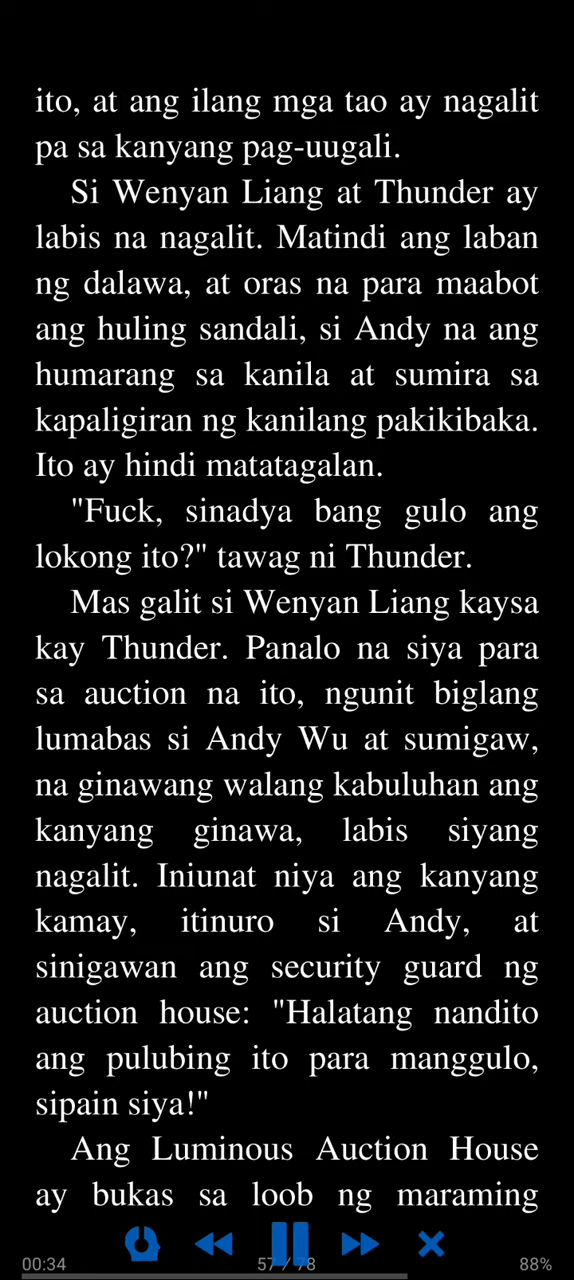 ito, at ang ilang mga tao ay nagalit
pa sa kanyang pag-uugali.
Si Wenyan Liang at Thunder ay
labis na nagalit. Matindi ang laban
ng dalawa, at oras na para maabot
ang huling sandali, si Andy na ang
humarang sa kanila at sumira sa
kapaligiran ng kanilang pakikibaka.
Ito ay hindi matatagalan.
"Fuck, sinadya bang gulo ang
lokong ito?" tawag ni Thunder.
Mas galit si Wenyan Liang kaysa
kay Thunder. Panalo na siya para
sa auction na ito, ngunit biglang
lumabas si Andy Wu at sumigaw,
na ginawang walang kabuluhan ang
kanyang ginawa, labis siyang
nagalit. Iniunat niya ang kanyang
kamay, itinuro si Andy, at
sinigawan ang security guard ng
auction house: "Halatang nandito
ang pulubing ito para manggulo,
sipain siya!"
Ang Luminous Auction House
ay bukas sa loob ng maraming
00:34 57 / 78 88%